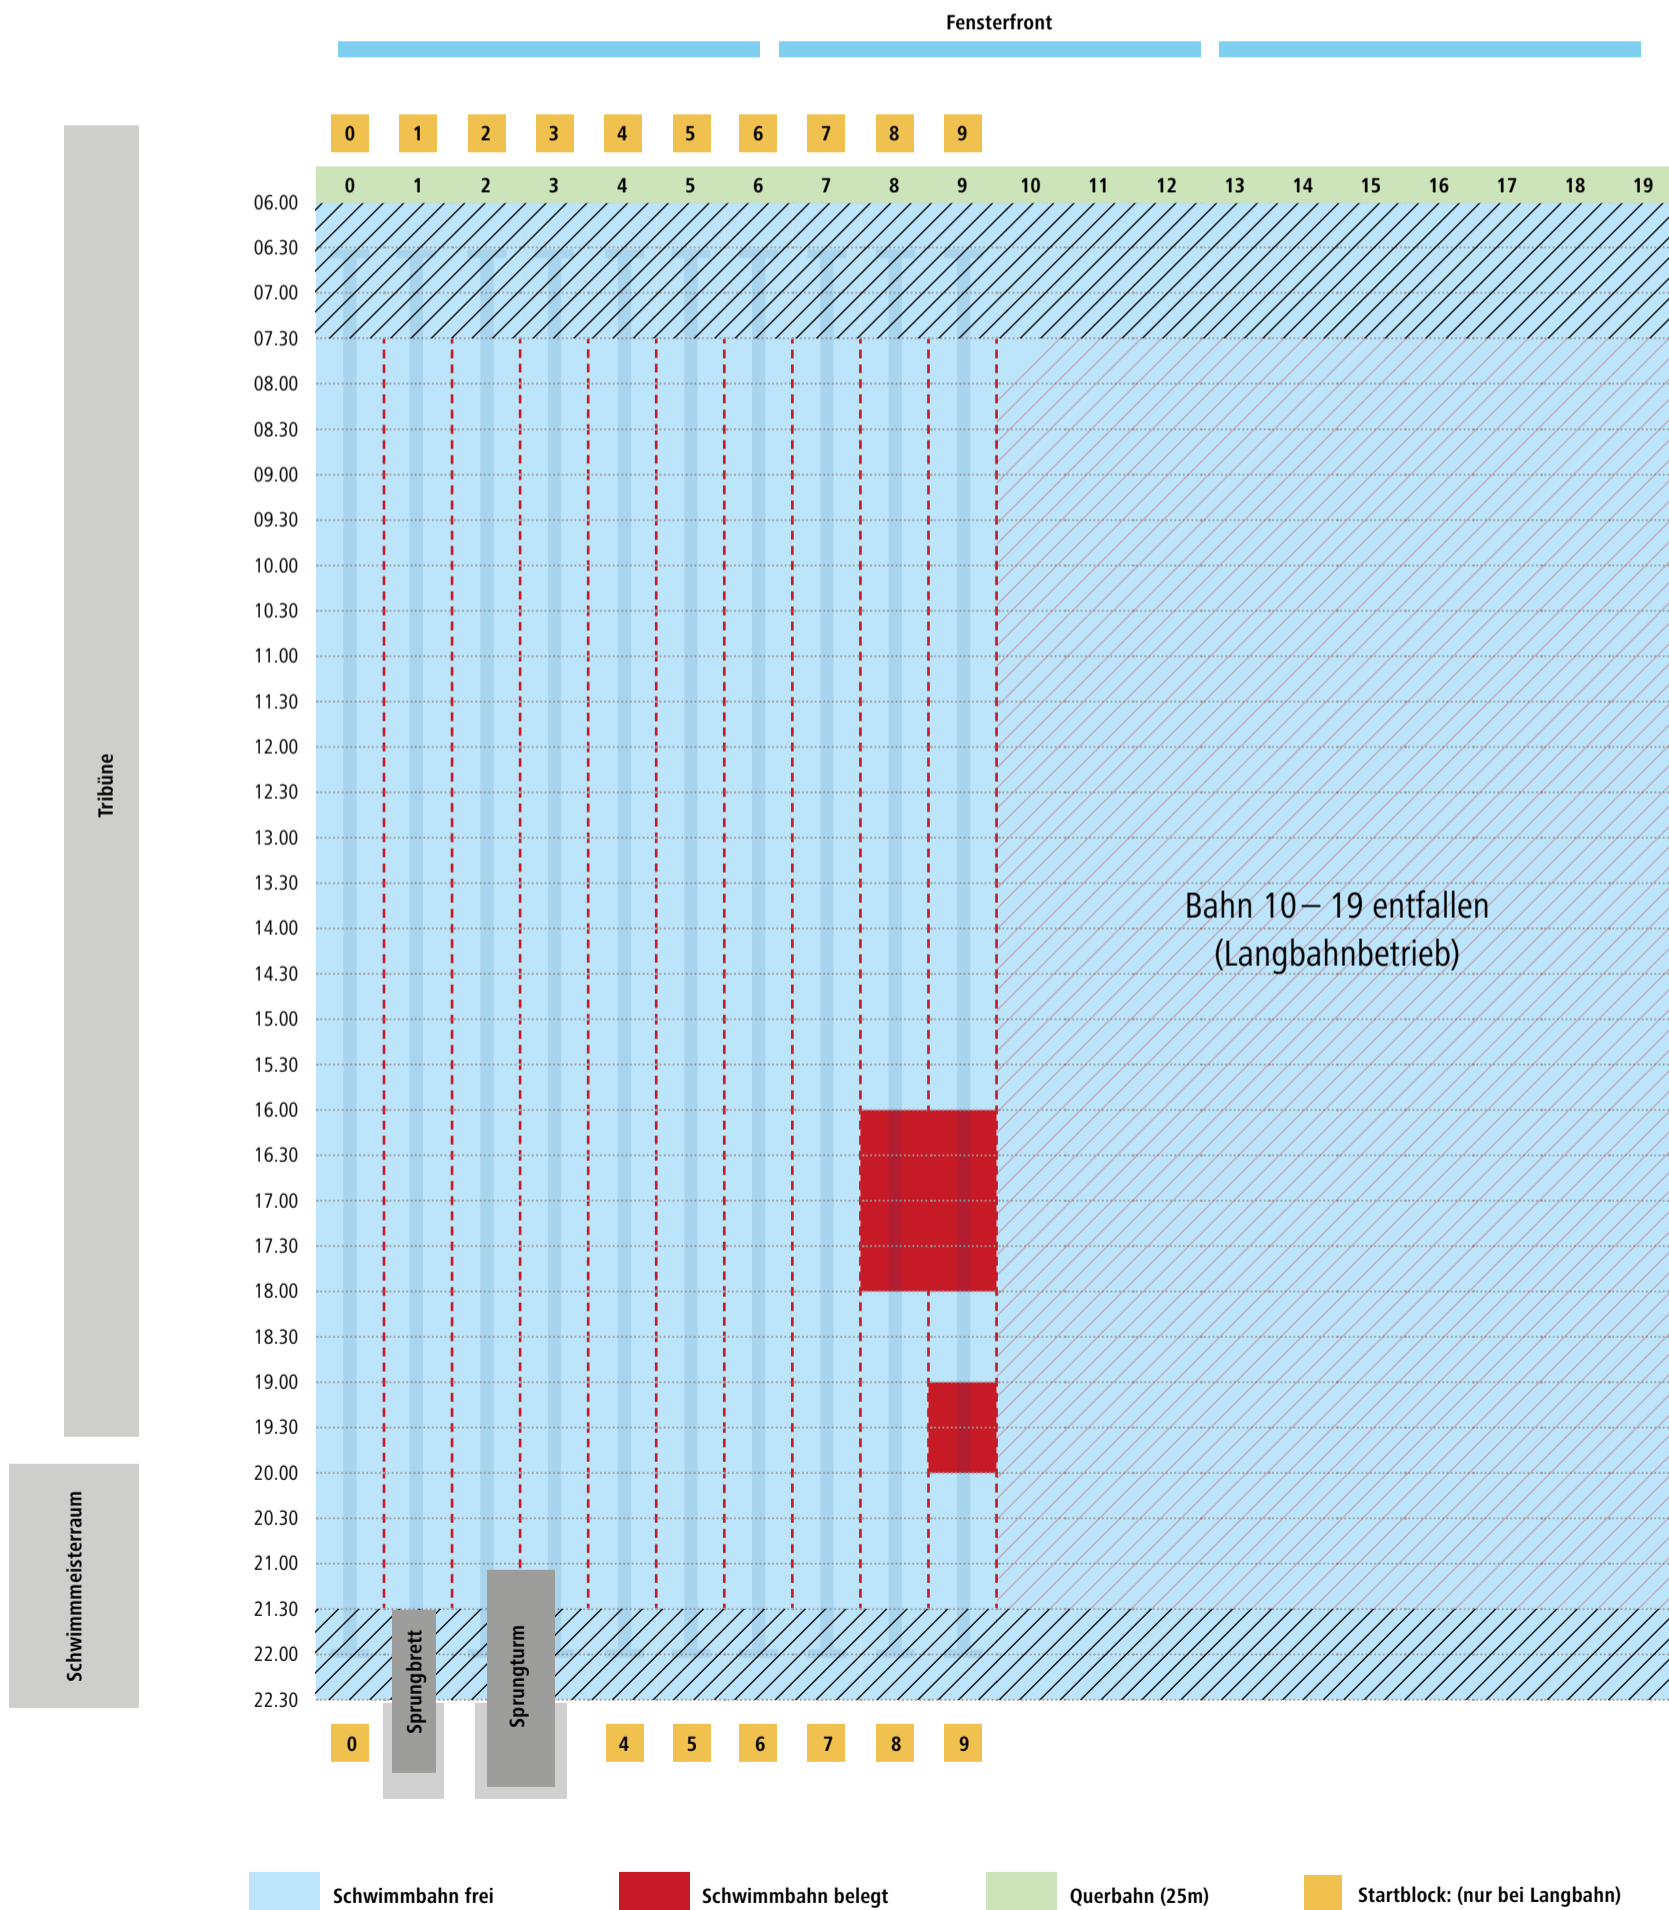 Fensterfront
0 1 2 3 4 5 6 7 8 9
0 1 2 3 4 5 6 7 8 9 10 11 12 13 14 15 16 17 18 19
06.00
06.30
07.00
07.30
08.00
08.30
09.00
09.30
10.00
10.30
11.00
11.30
12.00
12.30
13.00
13.30
14.00
14.30
15.00
15.30
16.00
16.30
17.00
17.30
18.00
18.30
19.00
19.30
20.00
20.30
21.00
21.30
22.00
22.30
Tribüne
Schwimmmeisterraum
Bahn 10 – 19 entfallen
(Langbahnbetrieb)
Sprungbrett
Sprungturm
0 4 5 6 7 8 9
Schwimmbahn frei
Schwimmbahn belegt
Querbahn (25m)
Startblock: (nur bei Langbahn)